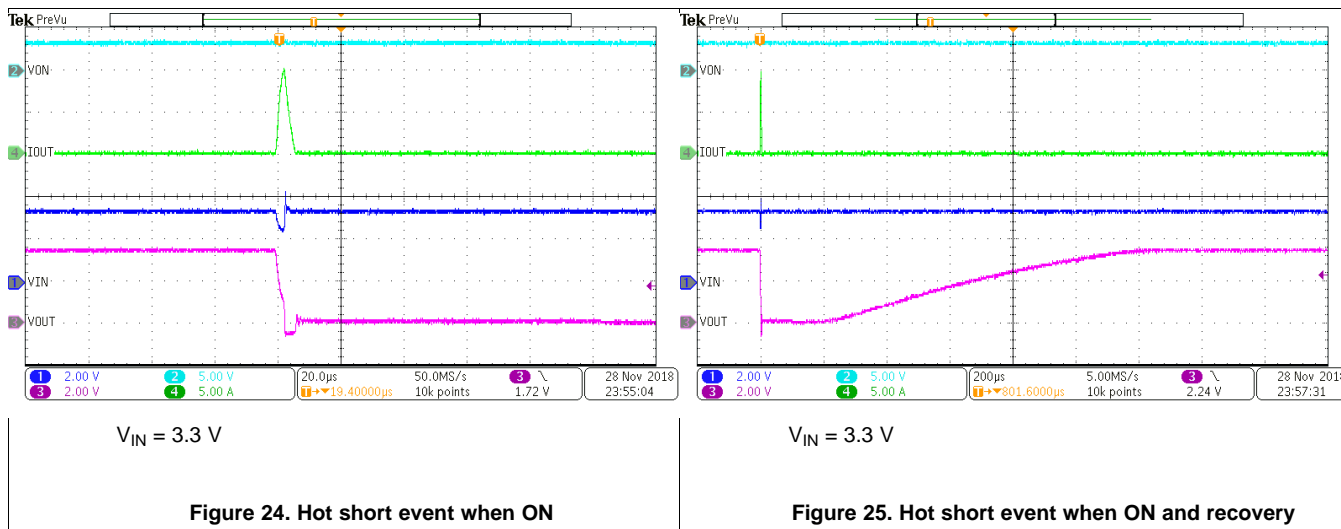 Tek PreVu
T
T
2 VON
4 IOUT
1 VIN
3 VOUT
1 2.00 V 2 5.00 V 20.0µs 50.0MS/s 3 \ 28 Nov 2018
3 2.00 V 4 5.00 A T→▼19.40000µs 10k points 1.72 V 23:55:04
VIN = 3.3 V
Figure 24. Hot short event when ON
Tek PreVu
T
T
2 VON
4 IOUT
1 VIN
3 VOUT
1 2.00 V 2 5.00 V 200µs 5.00MS/s 3 \ 28 Nov 2018
3 2.00 V 4 5.00 A T→▼801.6000µs 10k points 2.24 V 23:57:31
VIN = 3.3 V
Figure 25. Hot short event when ON and recovery